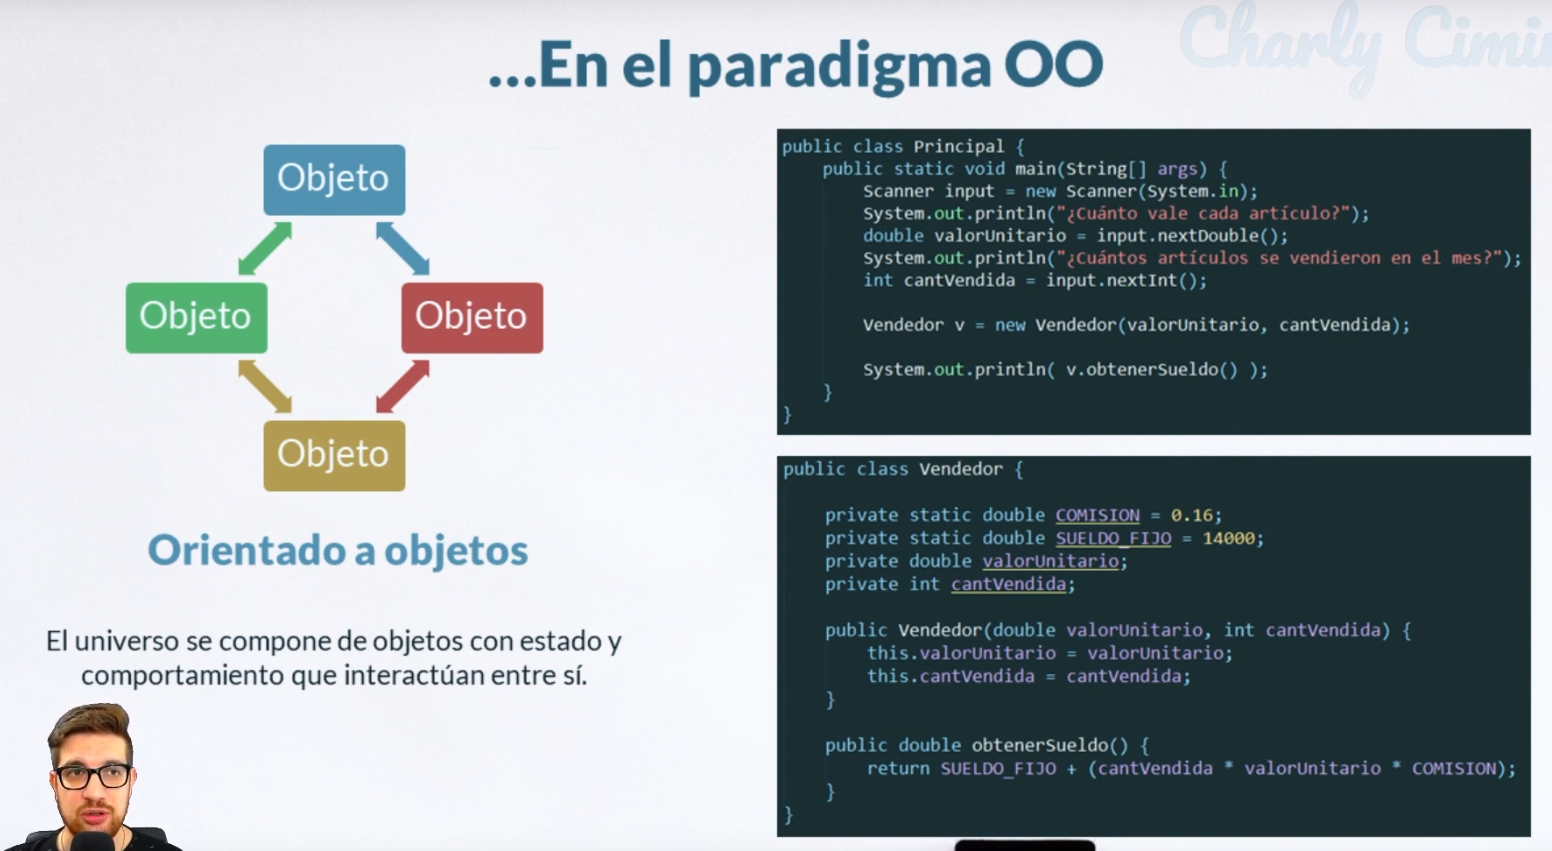 Charly Cimi
...En el paradigma OO
Objeto
Objeto
Objeto
Objeto
Orientado a objetos
El universo se compone de objetos con estado y
comportamiento que interactúan entre sí.
public class Principal {
public static void main(String[] args) {
Scanner input = new Scanner(System.in);
System.out.println("¿Cuánto vale cada artículo?");
double valorUnitario = input.nextDouble();
System.out.println("¿Cuántos artículos se vendieron en el mes?");
int cantVendida = input.nextInt();
Vendedor v = new Vendedor(valorUnitario, cantVendida);
System.out.println( v.obtenerSueldo() );
}
}
public class Vendedor {
private static double COMISION = 0.16;
private static double SUELDO_FIJO = 14000;
private double valorUnitario;
private int cantVendida;
public Vendedor(double valorUnitario, int cantVendida) {
this.valorUnitario = valorUnitario;
this.cantVendida = cantVendida;
}
public double obtenerSueldo() {
return SUELDO_FIJO + (cantVendida * valorUnitario * COMISION);
}
}